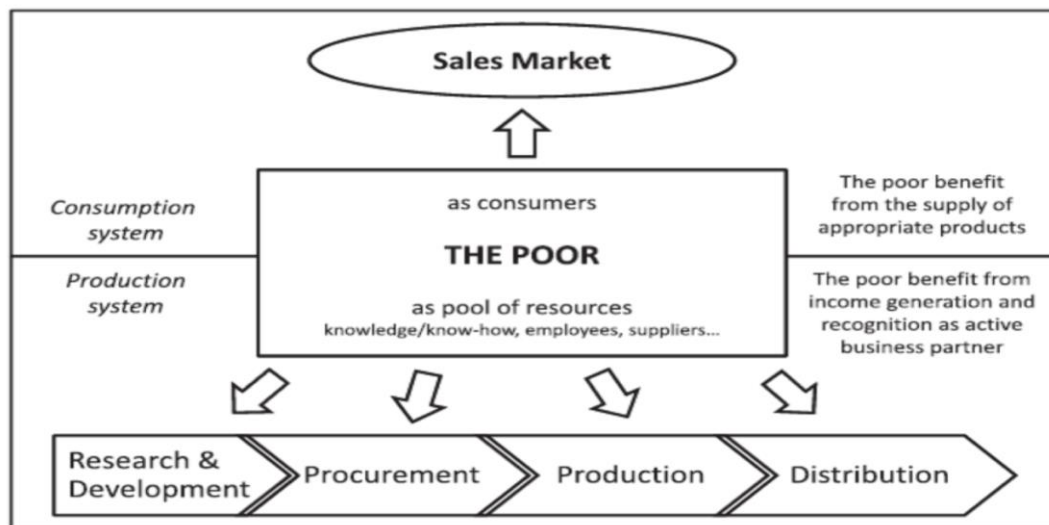 Sales Market
Consumption
system
as consumers
The poor benefit
from the supply of
appropriate products
THE POOR
Production
system
as pool of resources
knowledge/know-how, employees, suppliers...
The poor benefit from
income generation and
recognition as active
business partner
Research &
Development
Procurement
Production
Distribution